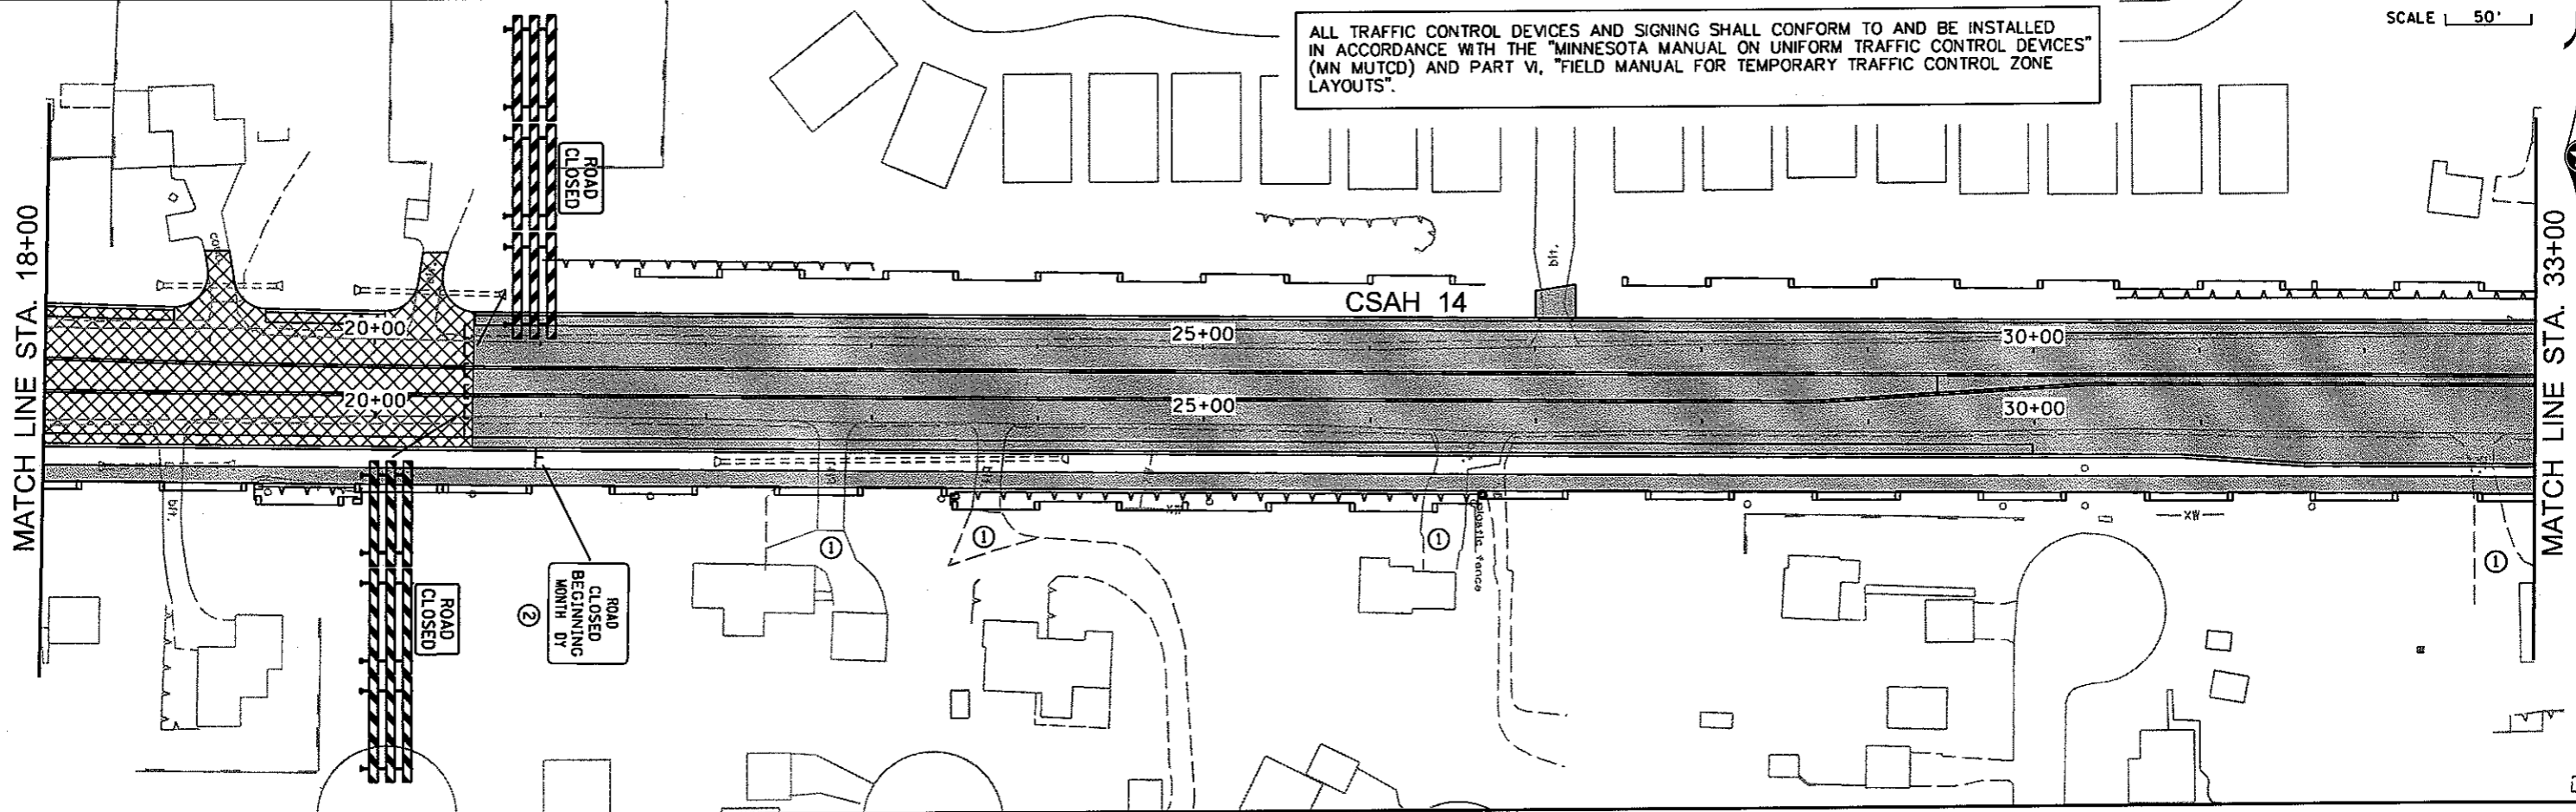 ALL TRAFFIC CONTROL DEVICES AND SIGNING SHALL CONFORM TO AND BE INSTALLED
IN ACCORDANCE WITH THE "MINNESOTA MANUAL ON UNIFORM TRAFFIC CONTROL DEVICES"
(MN MUTCD) AND PART VI, "FIELD MANUAL FOR TEMPORARY TRAFFIC CONTROL ZONE
LAYOUTS".
SCALE 50'
MATCH LINE STA. 18+00
ROAD
CLOSED
blt.
CSAH 14
20+00
25+00
30+00
20+00
25+00
30+00
MATCH LINE STA. 33+00
blt.
blt.
plastic fence
1
1
1
1
ROAD
CLOSED
ROAD
CLOSED
BEGINNING
MONTH DY
2